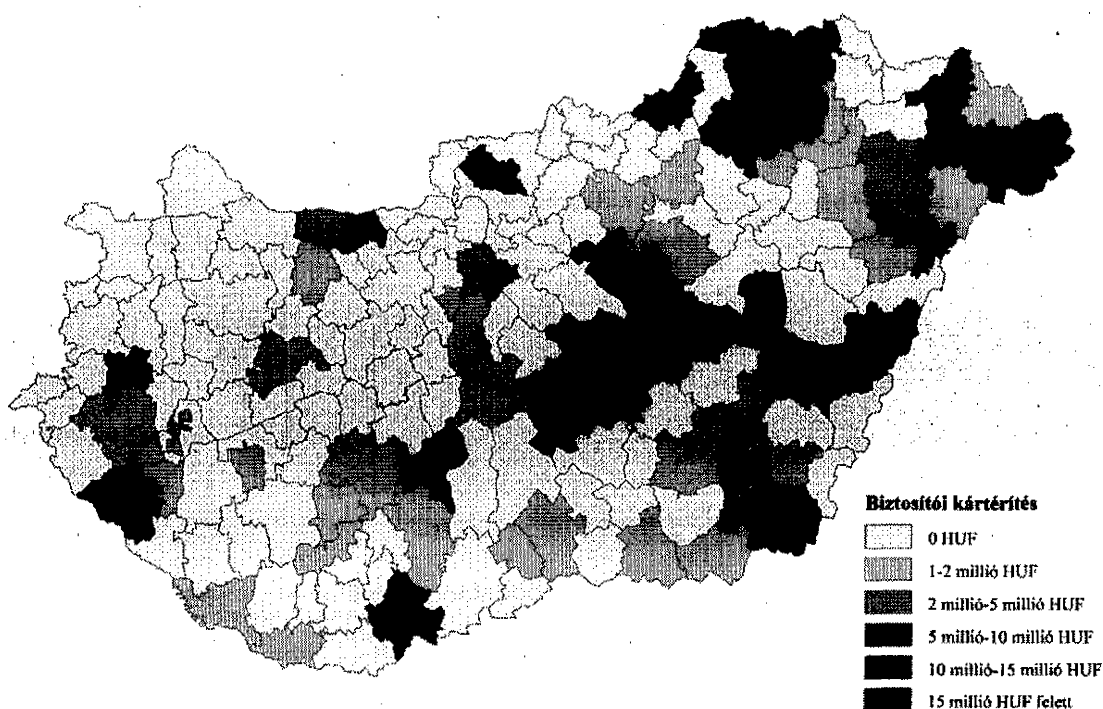 Biztosítói kártérítés
0 HUF
1-2 millió HUF
2 millió-5 millió HUF
5 millió-10 millió HUF
10 millió-15 millió HUF
15 millió HUF felett